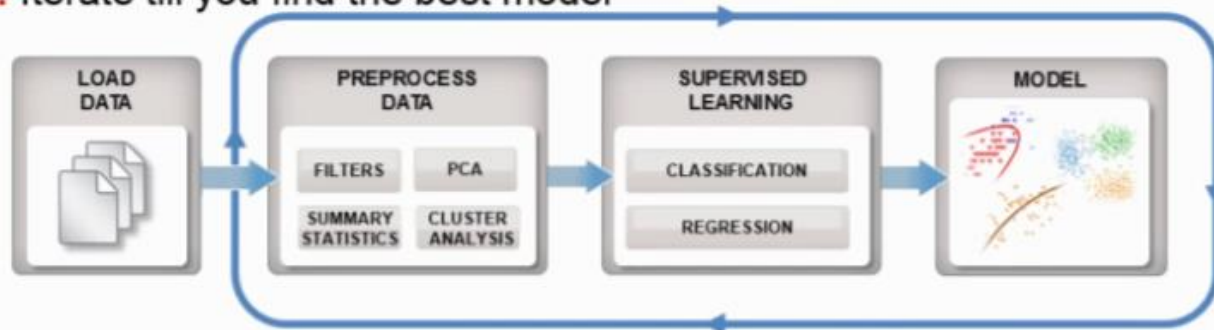 Iterate till you find the best model
LOAD
DATA
PREPROCESS
DATA
FILTERS
PCA
SUMMARY
STATISTICS
CLUSTER
ANALYSIS
SUPERVISED
LEARNING
CLASSIFICATION
REGRESSION
MODEL